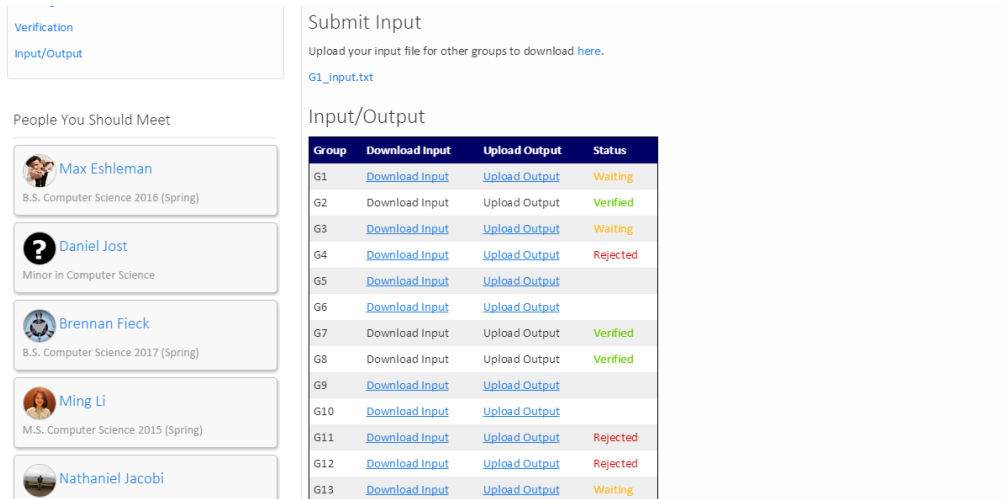 Verification
Input/Output
People You Should Meet
Max Eshleman
B.S. Computer Science 2016 (Spring)
?
Daniel Jost
Minor in Computer Science
Brennan Fieck
B.S. Computer Science 2017 (Spring)
Ming Li
M.S. Computer Science 2015 (Spring)
Nathaniel Jacobi
Submit Input
Upload your input file for other groups to download here.
G1_input.txt
Input/Output
Group Download Input Upload Output Status
G1 Download Input Upload Output Waiting
G2 Download Input Upload Output Verified
G3 Download Input Upload Output Waiting
G4 Download Input Upload Output Rejected
G5 Download Input Upload Output
G6 Download Input Upload Output
G7 Download Input Upload Output Verified
G8 Download Input Upload Output Verified
G9 Download Input Upload Output
G10 Download Input Upload Output
G11 Download Input Upload Output Rejected
G12 Download Input Upload Output Rejected
G13 Download Input Upload Output Waiting